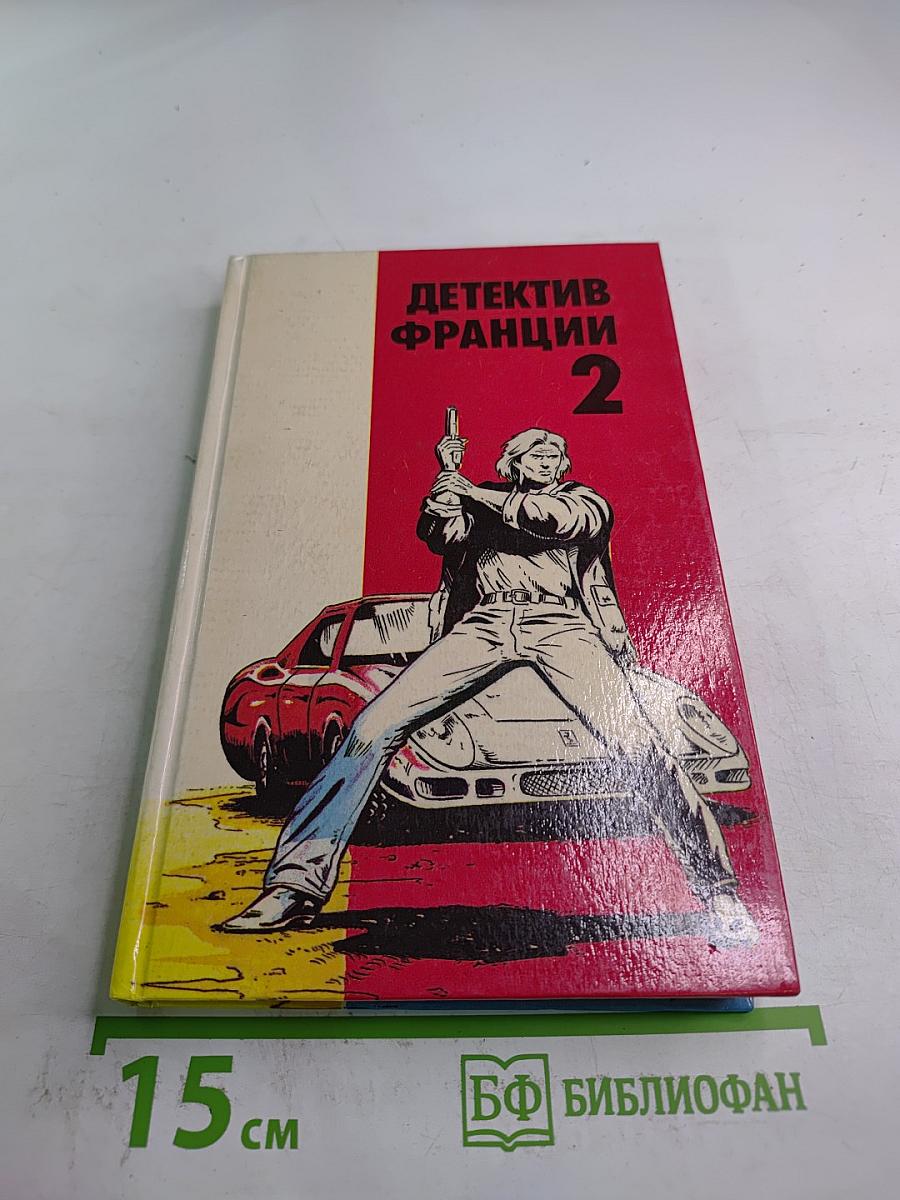 ДЕТЕКТИВ
ФРАНЦИИ
2
15 см
БФ БИБЛИОФАН